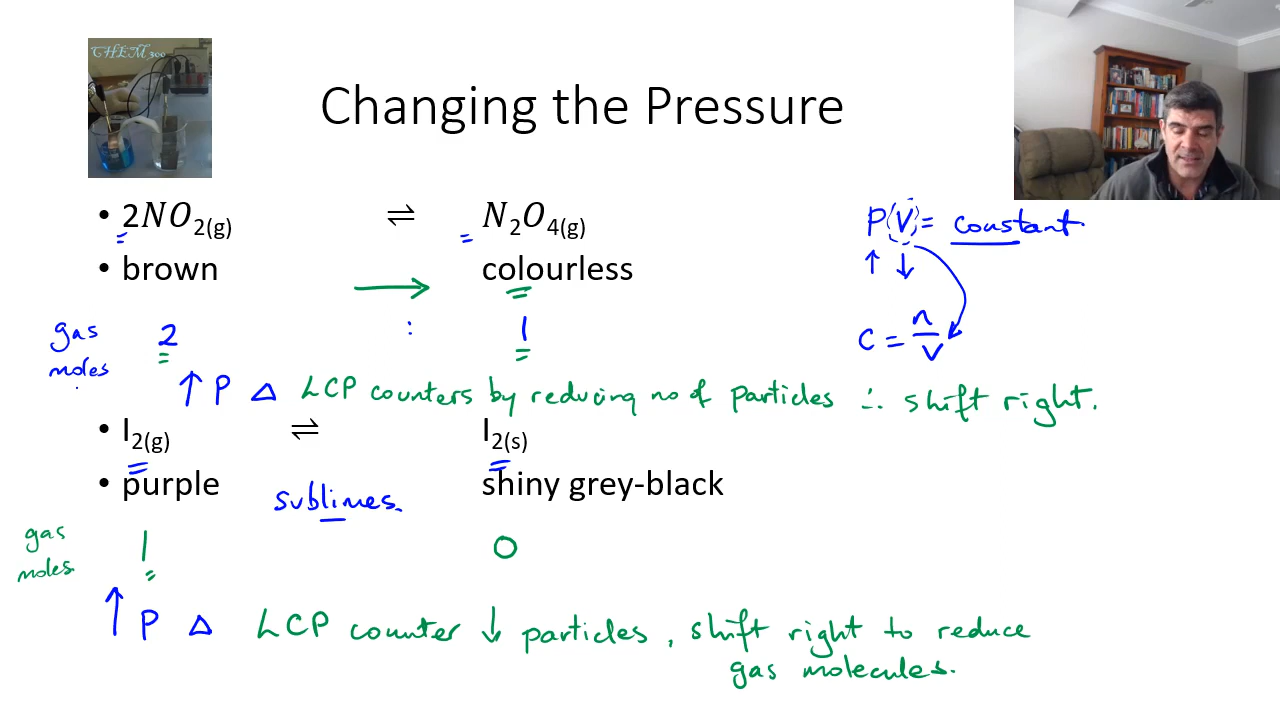 CHEM 300
Changing the Pressure
• 2NO₂(g) ⇌ N₂O₄(g)
• brown colourless
gas moles 2 : 1
↑ P Δ LCP counters by reducing no of particles ∴ shift right.
P(V) = constant
↑ ↓
C = n/V
• I₂(g) ⇌ I₂(s)
• purple shiny grey-black
sublimes.
gas moles 1 0
↑ P Δ LCP counter ↓ particles, shift right to reduce
gas molecules.